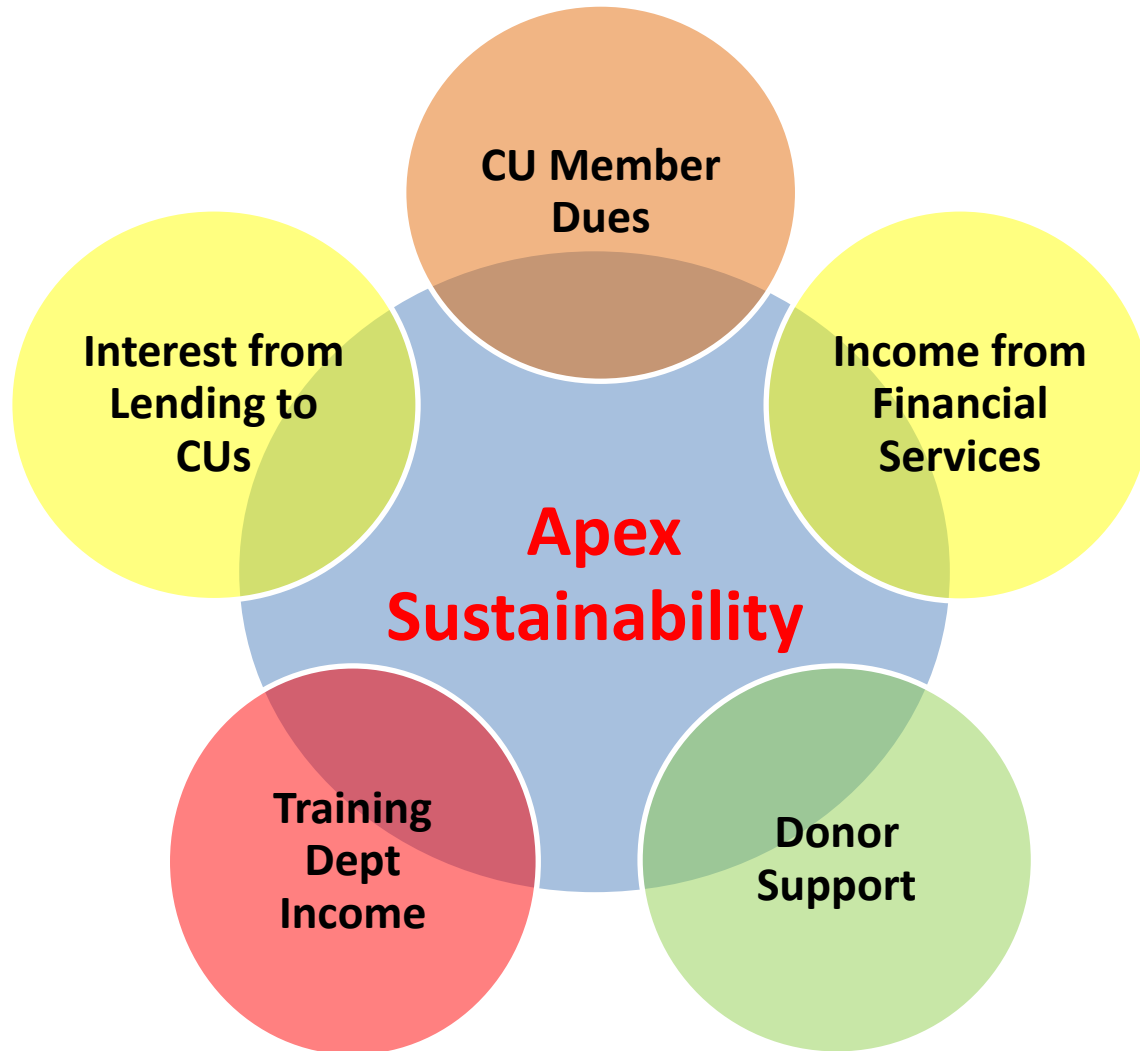 CU Member
Dues
Interest from
Lending to
CUs
Income from
Financial
Services
Apex
Sustainability
Training
Dept
Income
Donor
Support